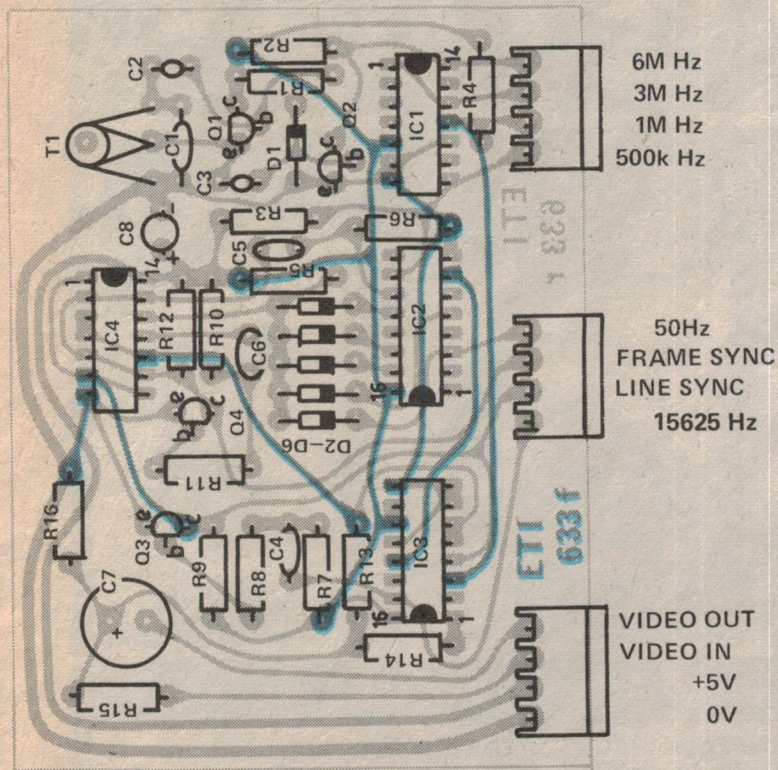 R2
C2
R1
6M Hz
3M Hz
1M Hz
500k Hz
T1
C1
Q1
c
b
e
D1
Q2
c
b
e
1
14
IC1
R4
C3
C8
-
+
R3
R6
C5
R5
ETI
633 r
1
14
IC4
R12
R10
C6
IC2
16
1
50Hz
FRAME SYNC
LINE SYNC
15625 Hz
e
b
c
Q4
D2-D6
R11
R16
e
b
c
Q3
C7
+
R9
R8
C4
R7
R13
IC3
16
1
ETI
633 f
R14
R15
VIDEO OUT
VIDEO IN
+5V
0V